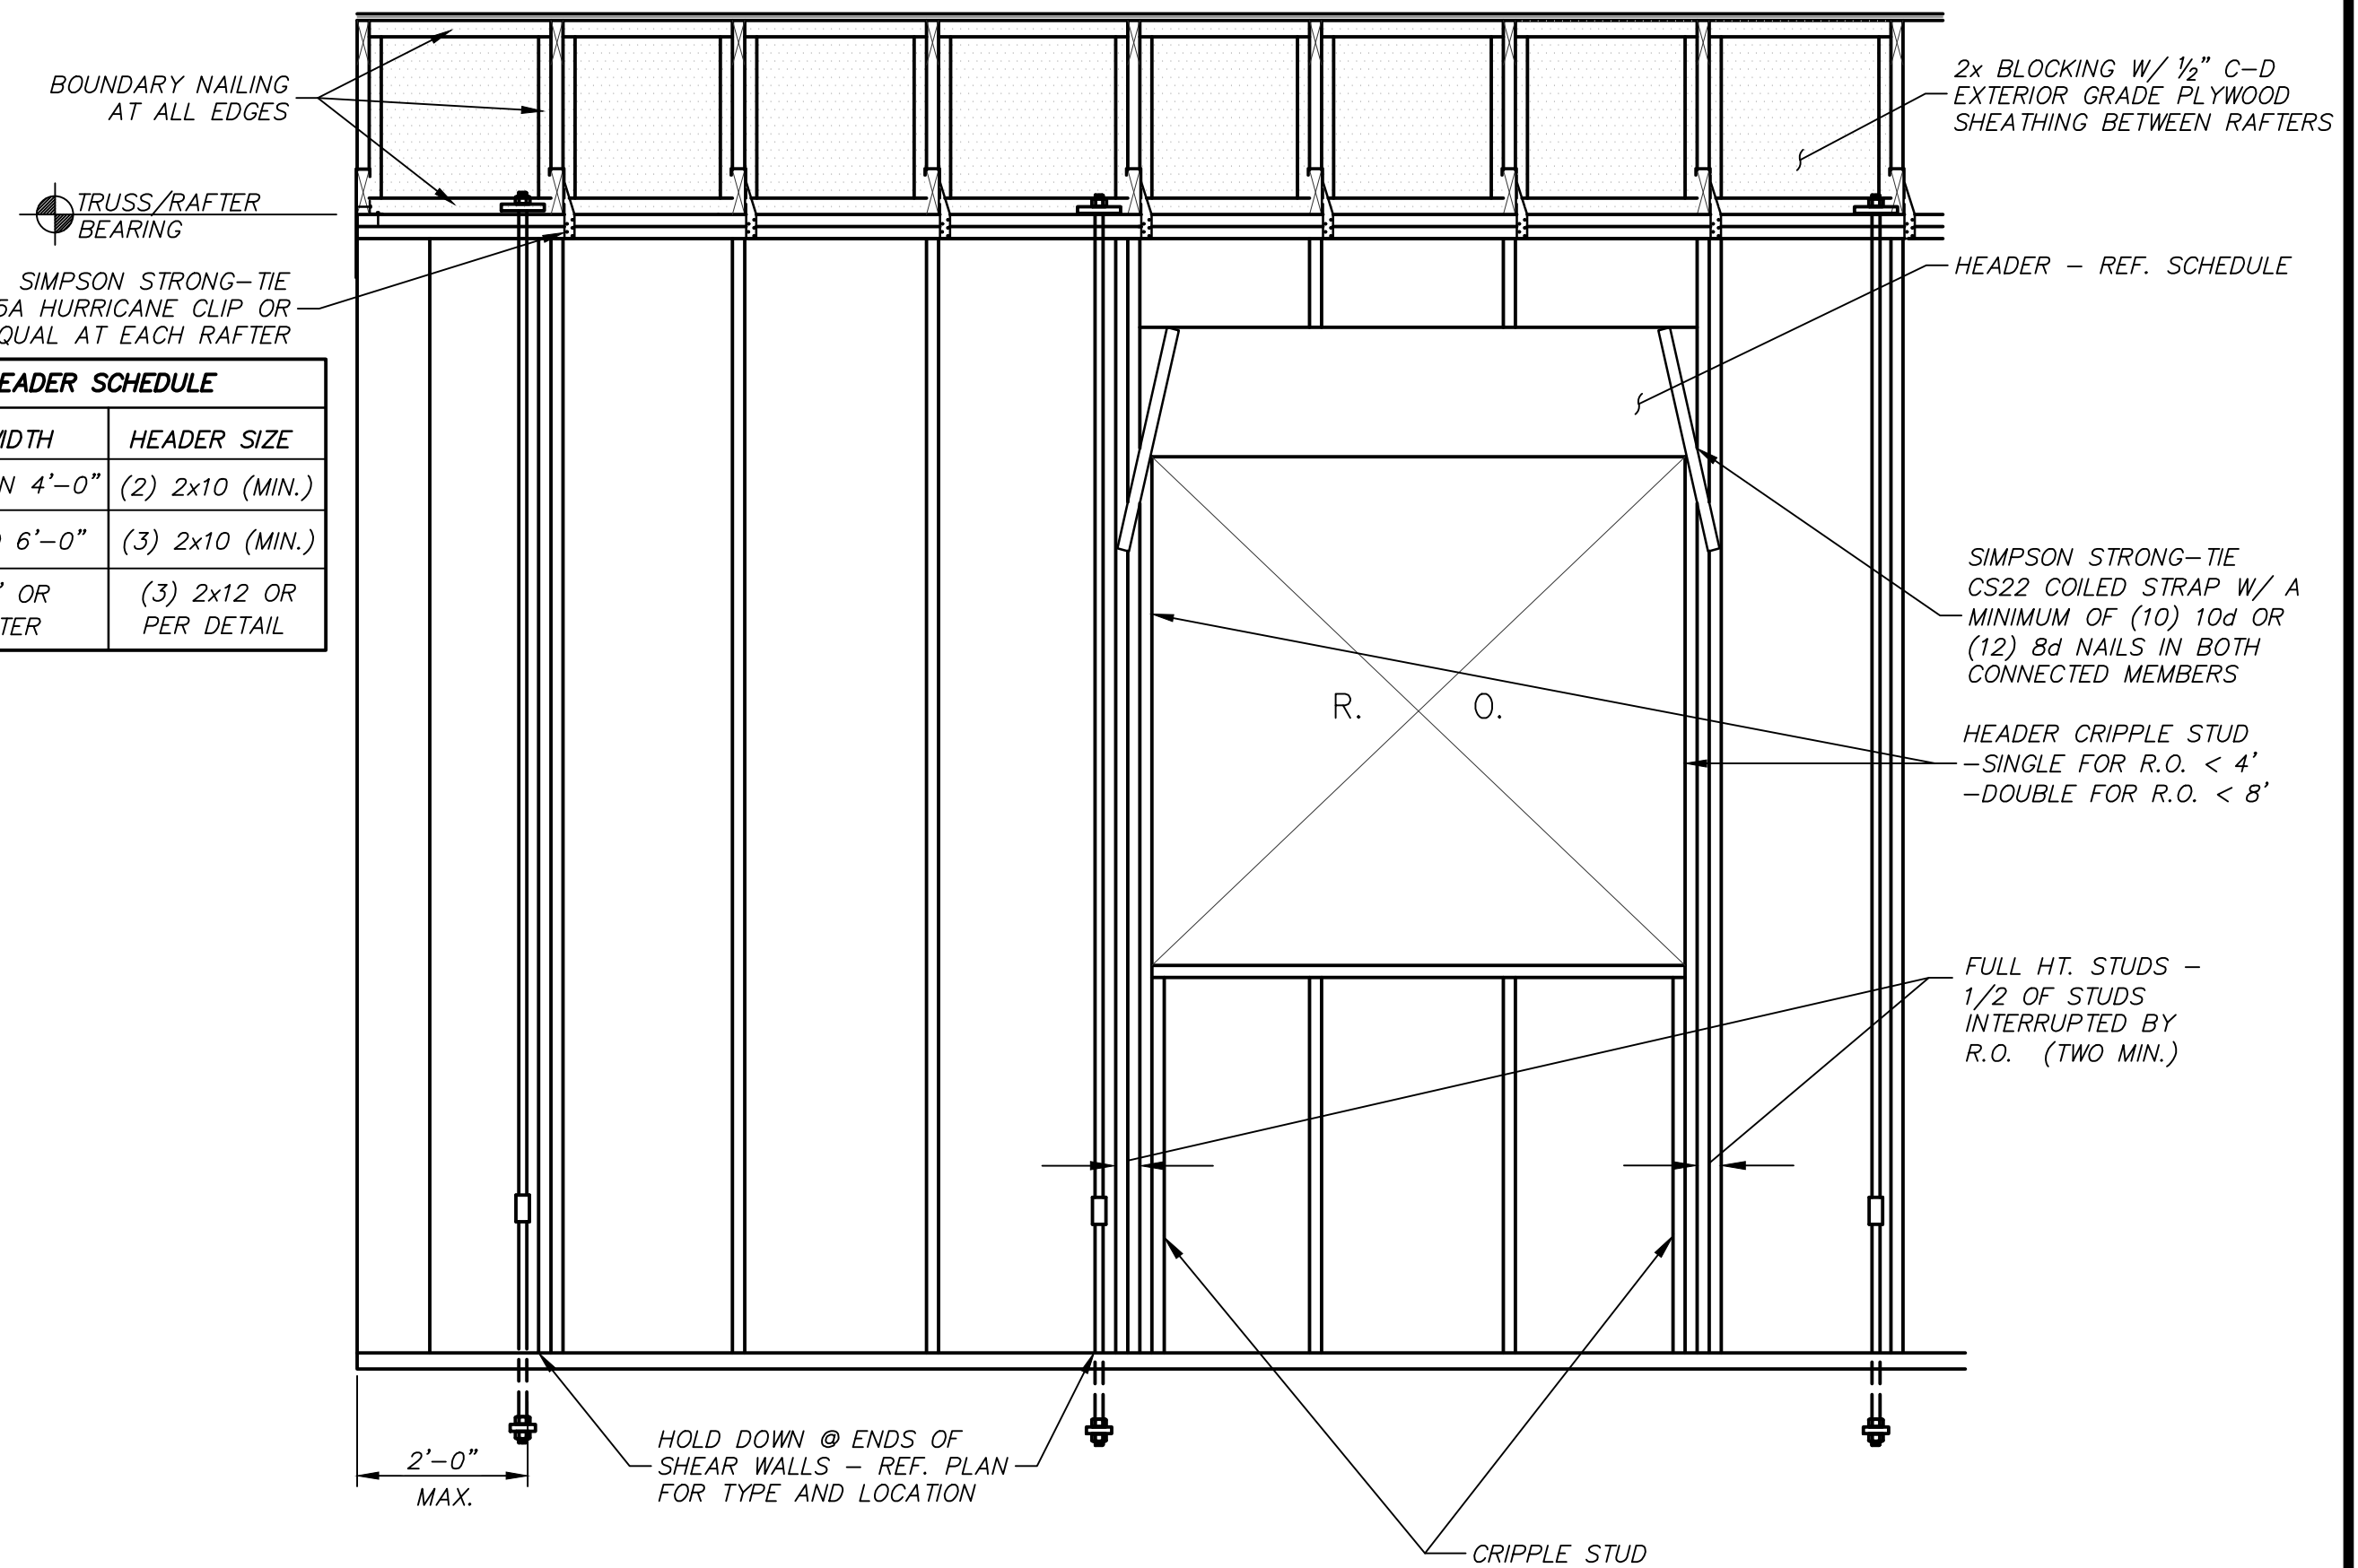 BOUNDARY NAILING
AT ALL EDGES
TRUSS/RAFTER
BEARING
SIMPSON STRONG-TIE
5A HURRICANE CLIP OR
QUAL AT EACH RAFTER
EADER SCHEDULE
IDTH HEADER SIZE
N 4'-0" (2) 2x10 (MIN.)
6'-0" (3) 2x10 (MIN.)
' OR (3) 2x12 OR
TER PER DETAIL
2x BLOCKING W/ ½" C-D
EXTERIOR GRADE PLYWOOD
SHEATHING BETWEEN RAFTERS
HEADER - REF. SCHEDULE
SIMPSON STRONG-TIE
CS22 COILED STRAP W/ A
MINIMUM OF (10) 10d OR
(12) 8d NAILS IN BOTH
CONNECTED MEMBERS
R. O.
HEADER CRIPPLE STUD
-SINGLE FOR R.O. < 4'
-DOUBLE FOR R.O. < 8'
FULL HT. STUDS -
1/2 OF STUDS
INTERRUPTED BY
R.O. (TWO MIN.)
2'-0"
MAX.
HOLD DOWN @ ENDS OF
SHEAR WALLS - REF. PLAN
FOR TYPE AND LOCATION
CRIPPLE STUD